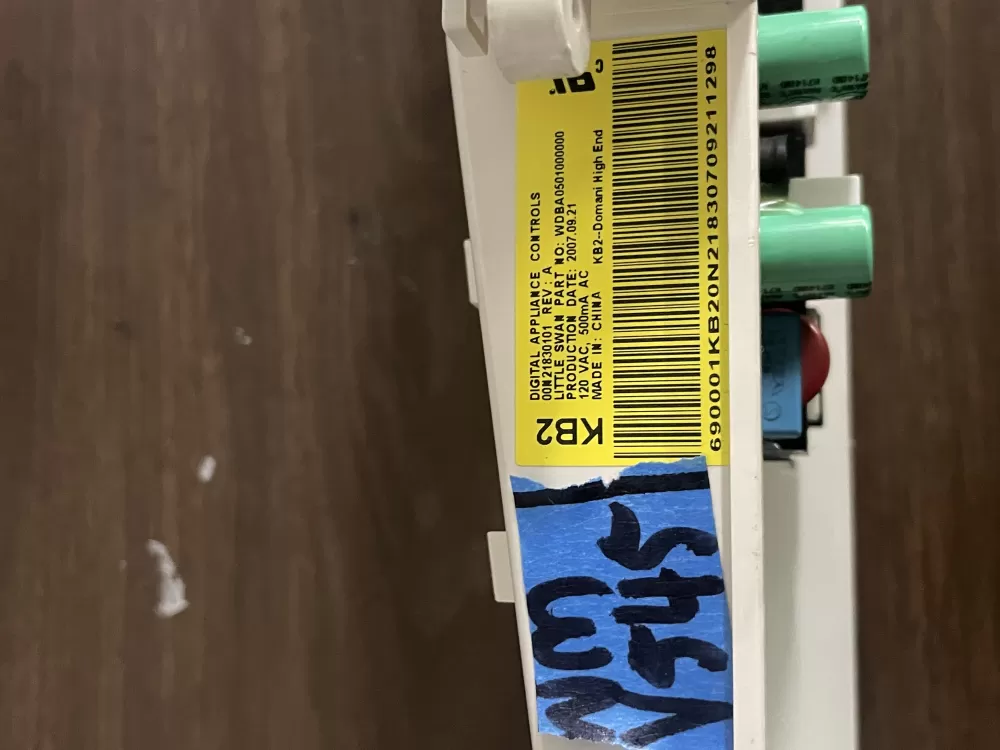 DIGITAL APPLIANCE CONTROLS
00N21830101 REV: A
LITTLE SWAN PART NO: WDBA0501000000
PRODUCTION DATE: 2007.09.21
120 VAC, 500mA AC
MADE IN: CHINA KB2--Domani High End
KB2
690001KB20N21830709211298